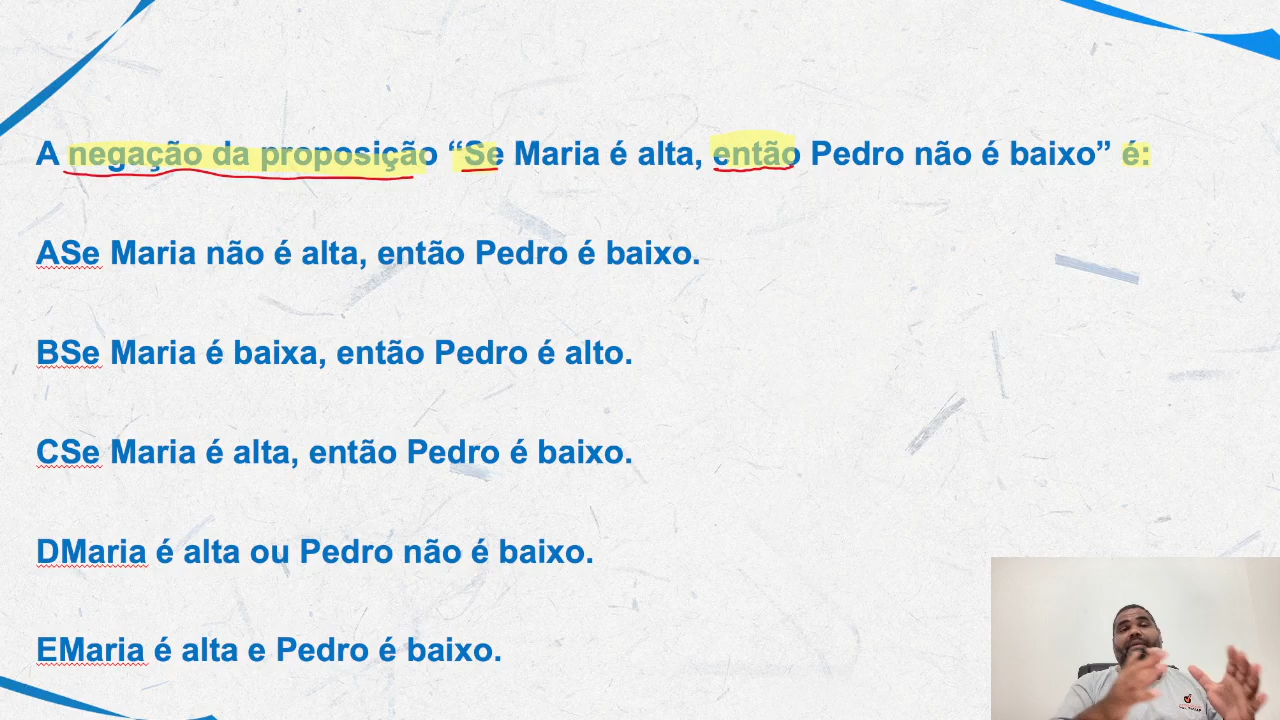 A negação da proposição “Se Maria é alta, então Pedro não é baixo” é:
ASe Maria não é alta, então Pedro é baixo.
BSe Maria é baixa, então Pedro é alto.
CSe Maria é alta, então Pedro é baixo.
DMaria é alta ou Pedro não é baixo.
EMaria é alta e Pedro é baixo.